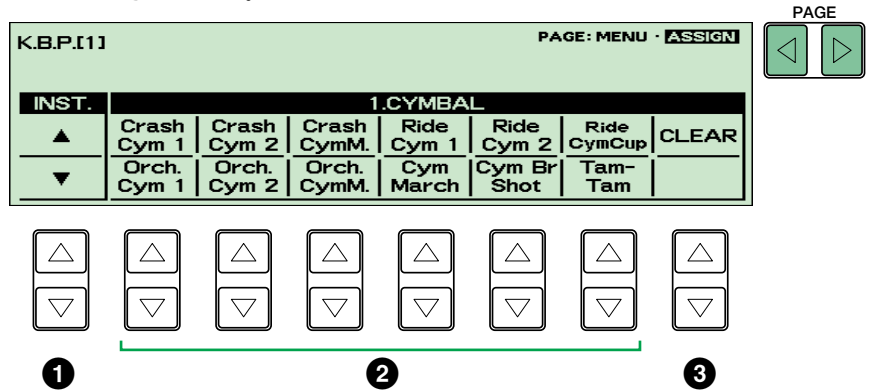 PAGE
K.B.P.[1]
PAGE: MENU · ASSIGN
INST.
1.CYMBAL
Crash Cym 1
Crash Cym 2
Crash CymM.
Ride Cym 1
Ride Cym 2
Ride CymCup
CLEAR
Orch. Cym 1
Orch. Cym 2
Orch. CymM.
Cym March
Cym Br Shot
Tam-Tam
1
2
3